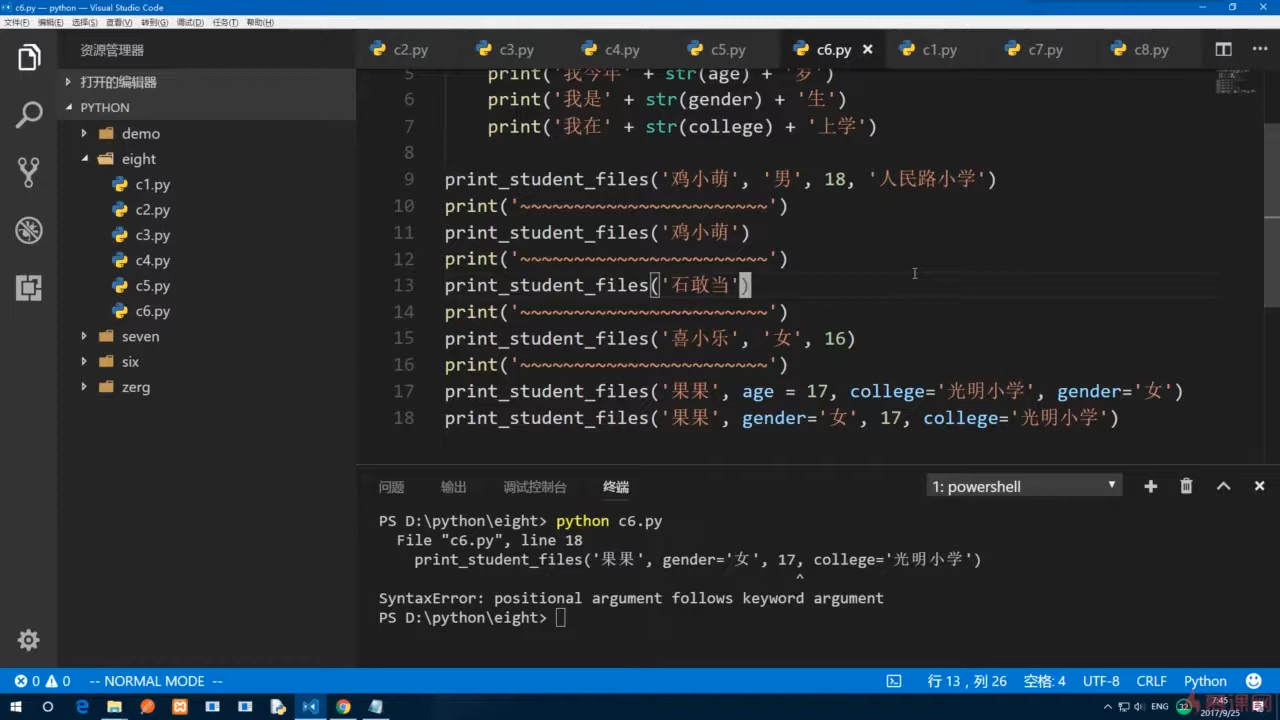 c6.py - python - Visual Studio Code
文件(F) 编辑(E) 选择(S) 查看(V) 转到(G) 调试(D) 任务(T) 帮助(H)
资源管理器
c2.py c3.py c4.py c5.py c6.py c1.py c7.py c8.py
打开的编辑器
PYTHON
demo
eight
c1.py
c2.py
c3.py
c4.py
c5.py
c6.py
seven
six
zerg
5 print('我今年' + str(age) + '岁')
6 print('我是' + str(gender) + '生')
7 print('我在' + str(college) + '上学')
8
9 print_student_files('鸡小萌', '男', 18, '人民路小学')
10 print('~~~~~~~~~~~~~~~~~~~~~~~')
11 print_student_files('鸡小萌')
12 print('~~~~~~~~~~~~~~~~~~~~~~~')
13 print_student_files('石敢当')
14 print('~~~~~~~~~~~~~~~~~~~~~~~')
15 print_student_files('喜小乐', '女', 16)
16 print('~~~~~~~~~~~~~~~~~~~~~~~')
17 print_student_files('果果', age = 17, college='光明小学', gender='女')
18 print_student_files('果果', gender='女', 17, college='光明小学')
问题 输出 调试控制台 终端 1: powershell
PS D:\python\eight> python c6.py
File "c6.py", line 18
print_student_files('果果', gender='女', 17, college='光明小学')
^
SyntaxError: positional argument follows keyword argument
PS D:\python\eight>
0 0 -- NORMAL MODE -- 行 13，列 26 空格: 4 UTF-8 CRLF Python
ENG 32 7:45
2017/9/25